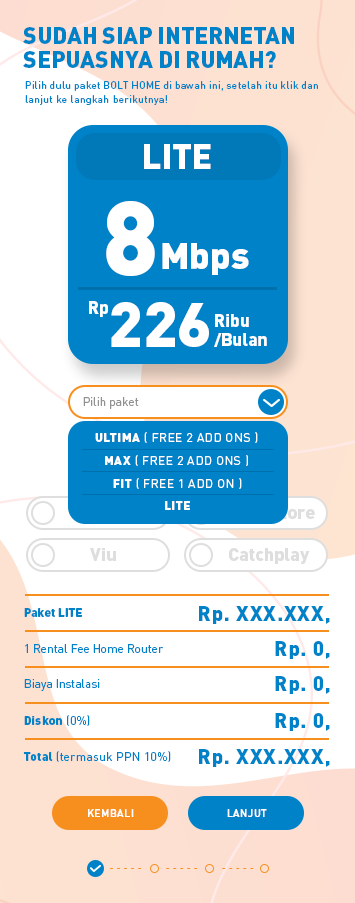 SUDAH SIAP INTERNETAN
SEPUASNYA DI RUMAH?
Pilih dulu paket BOLT HOME di bawah ini, setelah itu klik dan
lanjut ke langkah berikutnya!
LITE
8 Mbps
Rp 226 Ribu
/Bulan
Pilih paket
ULTIMA ( FREE 2 ADD ONS )
MAX ( FREE 2 ADD ONS )
FIT ( FREE 1 ADD ON )
LITE
Viu
Catchplay
Paket LITE Rp. XXX.XXX,
1 Rental Fee Home Router Rp. 0,
Biaya Instalasi Rp. 0,
Diskon (0%) Rp. 0,
Total (termasuk PPN 10%) Rp. XXX.XXX,
KEMBALI
LANJUT